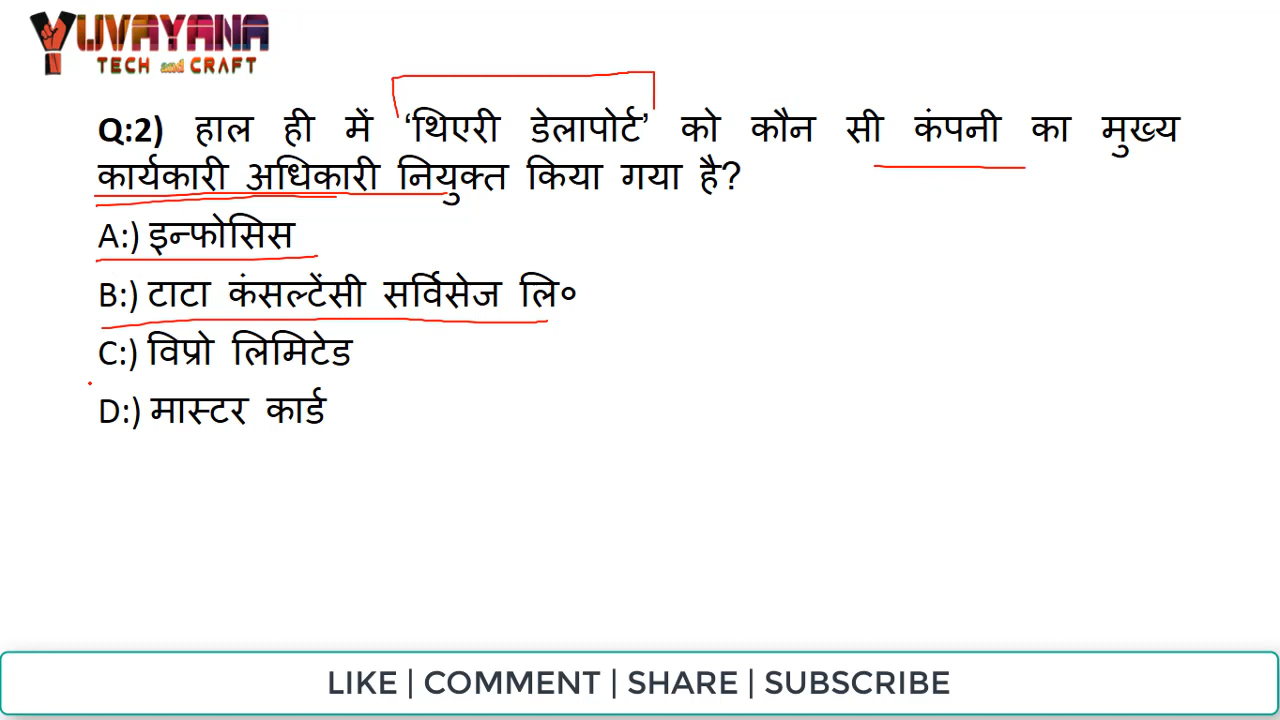 YUVAYANA
TECH and CRAFT
Q:2) हाल ही में ‘थिएरी डेलापोर्ट’ को कौन सी कंपनी का मुख्य
कार्यकारी अधिकारी नियुक्त किया गया है?
A:) इन्फोसिस
B:) टाटा कंसल्टेंसी सर्विसेज लि०
C:) विप्रो लिमिटेड
D:) मास्टर कार्ड
LIKE | COMMENT | SHARE | SUBSCRIBE